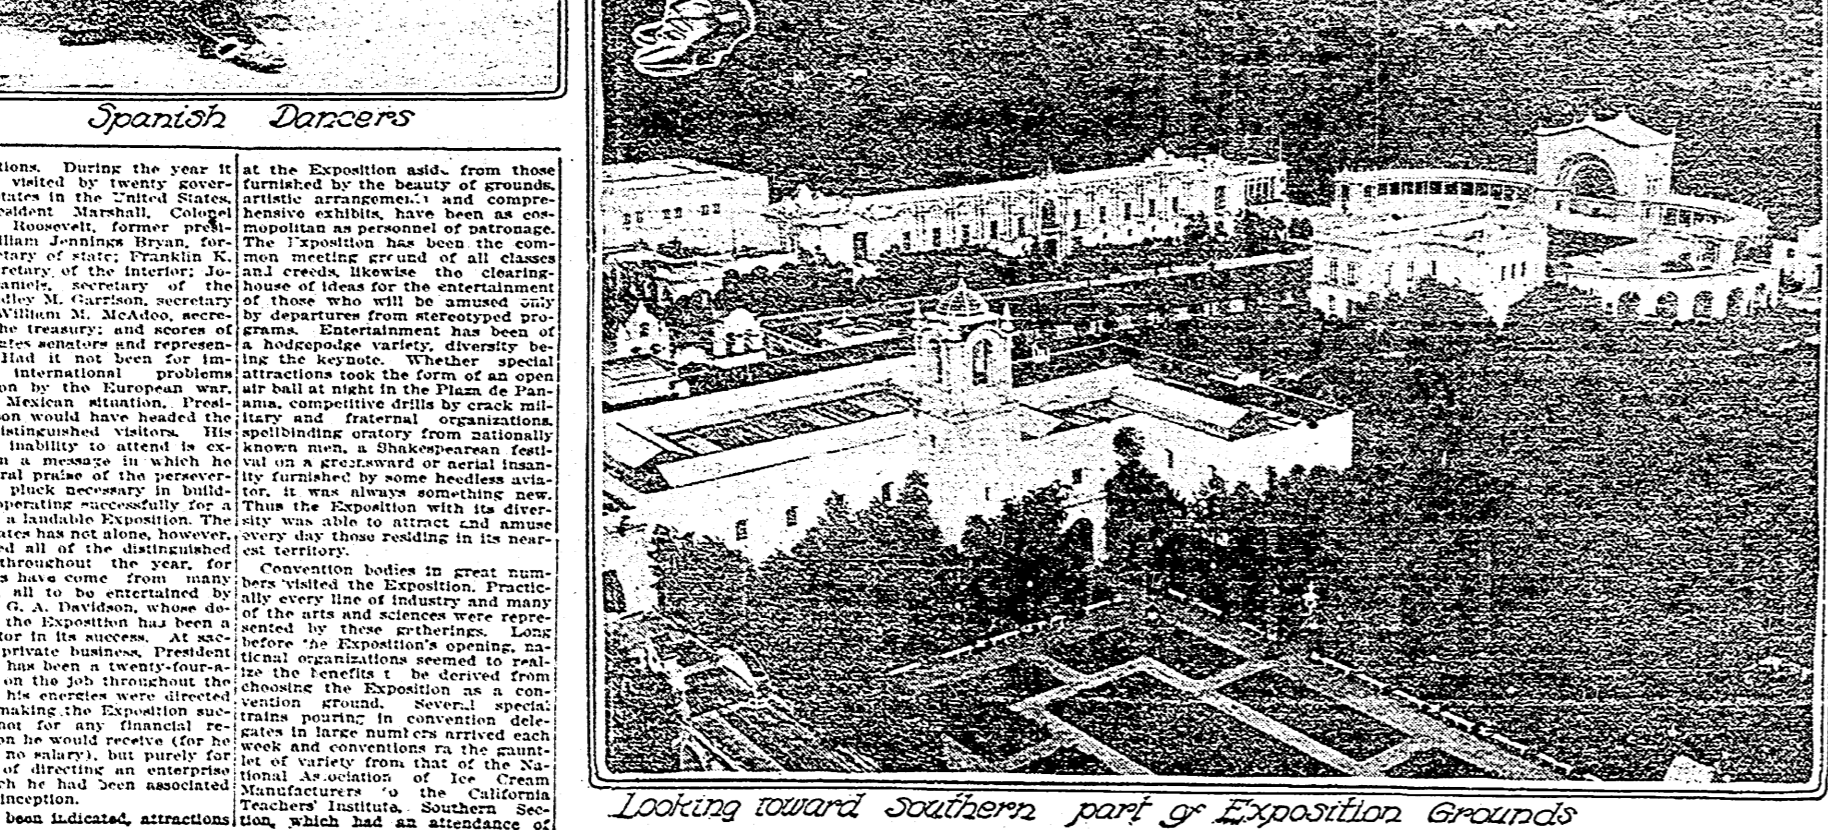 Spanish Dancers
tions. During the year it
visited by twenty gover-
tates in the United States,
esident Marshall, Colonel
Roosevelt, former presi-
lliam Jennings Bryan, for-
tary of state; Franklin K.
retary of the interior; Jo-
aniels, secretary of the
dley M. Garrison, secretary
William M. McAdoo, secre-
he treasury; and scores of
ates senators and represen-
Had it not been for im-
international problems
on by the European war,
Mexican situation, Presi-
son would have headed the
istinguished visitors. His
inability to attend is ex-
n a message in which he
ral praise of the persever-
pluck necessary in build-
operating successfully for a
a laudable Exposition. The
ates has not alone, however,
ed all of the distinguished
throughout the year, for
s have come from many
all to be entertained by
G. A. Davidson, whose do-
the Exposition has been a
tor in its success. At sac-
private business, President
has been a twenty-four-a-
on the job throughout the
his energies were directed
making the Exposition suc-
not for any financial re-
on he would receive (for he
no salary), but purely for
of directing an enterprise
ch he had been associated
inception.
been indicated, attractions
at the Exposition aside from those
furnished by the beauty of grounds,
artistic arrangement and compre-
hensive exhibits, have been as cos-
mopolitan as personnel of patronage.
The Exposition has been the com-
mon meeting ground of all classes
and creeds, likewise the clearing-
house of ideas for the entertainment
of those who will be amused only
by departures from stereotyped pro-
grams. Entertainment has been of
a hodgepodge variety, diversity be-
ing the keynote. Whether special
attractions took the form of an open
air ball at night in the Plaza de Pan-
ama, competitive drills by crack mil-
itary and fraternal organizations,
spellbinding oratory from nationally
known men, a Shakespearean festi-
val on a greensward or aerial insan-
ity furnished by some heedless avia-
tor, it was always something new.
Thus the Exposition with its diver-
sity was able to attract and amuse
every day those residing in its near-
est territory.
Convention bodies in great num-
bers visited the Exposition. Practic-
ally every line of industry and many
of the arts and sciences were repre-
sented by these gatherings. Long
before the Exposition's opening, na-
tional organizations seemed to real-
ize the benefits t be derived from
choosing the Exposition as a con-
vention ground. Several special
trains pouring in convention dele-
gates in large numbers arrived each
week and conventions ra the gaunt-
let of variety from that of the Na-
tional Association of Ice Cream
Manufacturers to the California
Teachers' Institute, Southern Sec-
tion, which had an attendance of
Looking toward southern part of Exposition Grounds